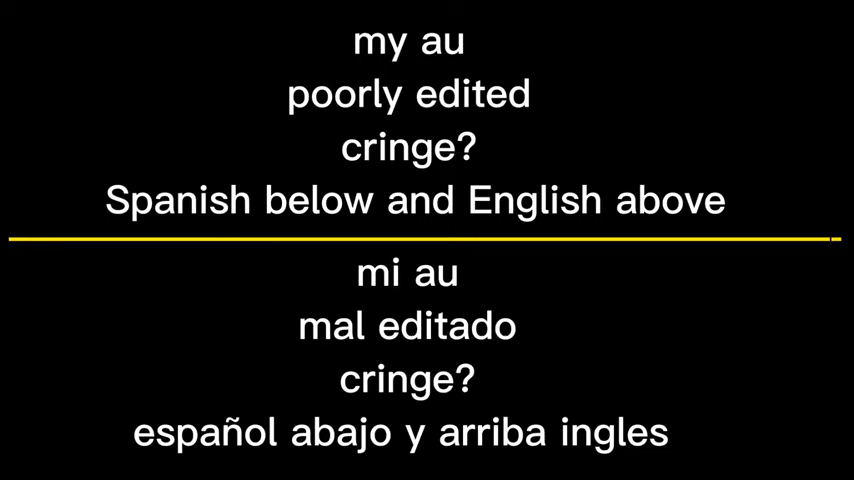 my au
poorly edited
cringe?
Spanish below and English above
mi au
mal editado
cringe?
español abajo y arriba ingles